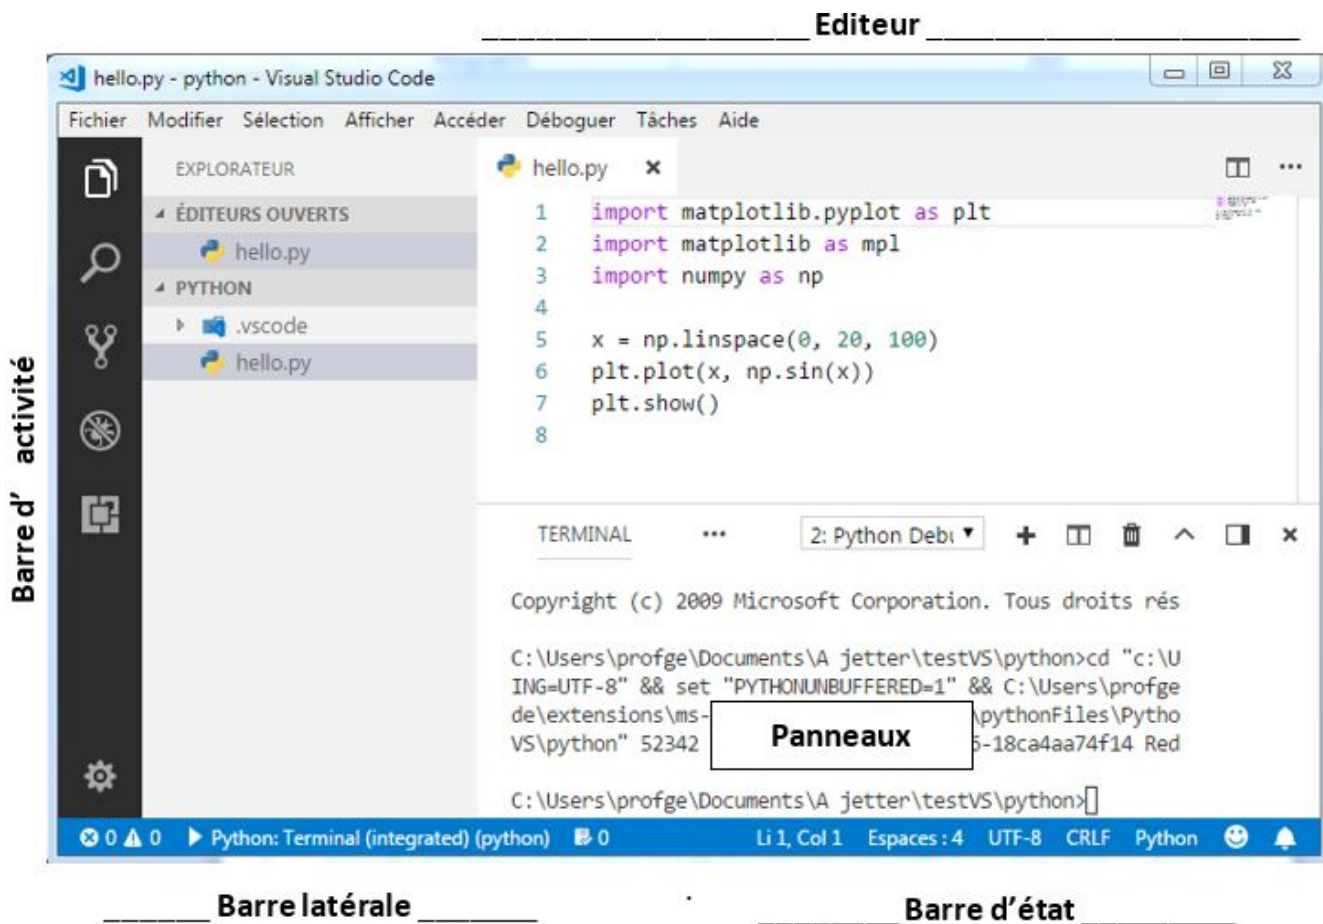 Editeur
hello.py - python - Visual Studio Code
Fichier Modifier Sélection Afficher Accéder Déboguer Tâches Aide
EXPLORATEUR
ÉDITEURS OUVERTS
hello.py
PYTHON
.vscode
hello.py
hello.py
1 import matplotlib.pyplot as plt
2 import matplotlib as mpl
3 import numpy as np
4
5 x = np.linspace(0, 20, 100)
6 plt.plot(x, np.sin(x))
7 plt.show()
8
Barre d’ activité
TERMINAL ... 2: Python Debu
Copyright (c) 2009 Microsoft Corporation. Tous droits rés
C:\Users\profge\Documents\A jetter\testVS\python>cd "c:\U
ING=UTF-8" && set "PYTHONUNBUFFERED=1" && C:\Users\profge
de\extensions\ms- \pythonFiles\Pytho
VS\python" 52342 -18ca4aa74f14 Red
Panneaux
C:\Users\profge\Documents\A jetter\testVS\python>
0 0 Python: Terminal (integrated) (python) 0 Li 1, Col 1 Espaces : 4 UTF-8 CRLF Python
Barre latérale
Barre d’état